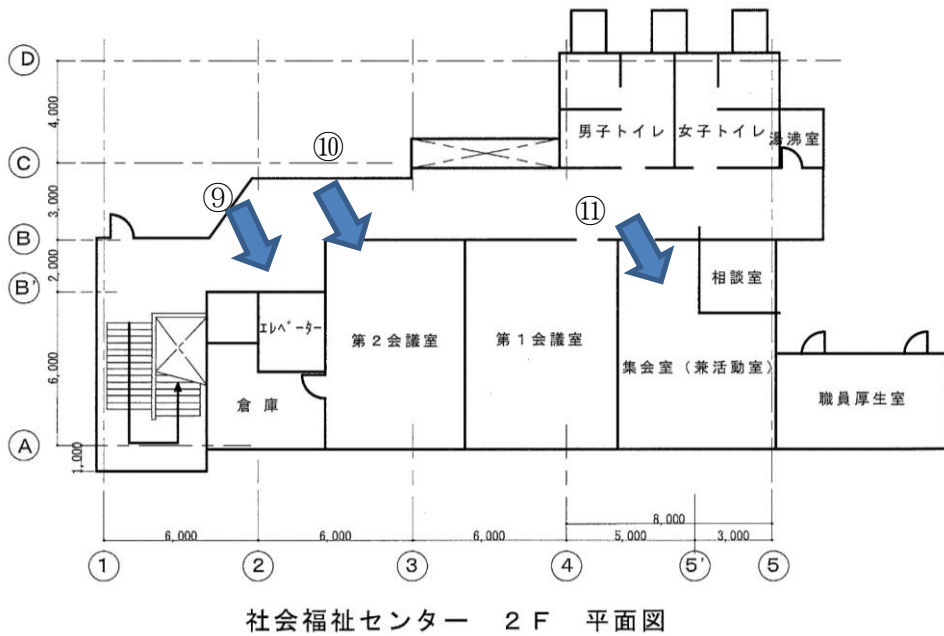 D
4,000
男子トイレ
女子トイレ
湯沸室
⑩
C
⑨
3,000
⑪
B
2,000
相談室
B'
エレベーター
第2会議室
第1会議室
集会室(兼活動室)
6,000
倉庫
職員厚生室
A
1,000
8,000
6,000
6,000
6,000
5,000
3,000
1
2
3
4
5'
5
社会福祉センター 2F 平面図